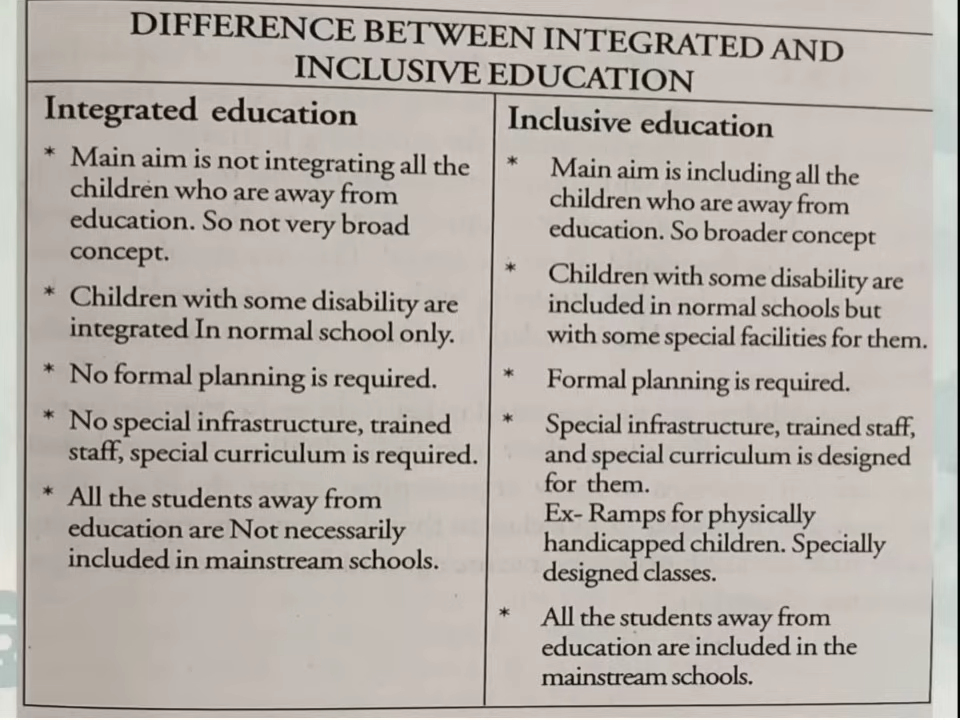 DIFFERENCE BETWEEN INTEGRATED AND
INCLUSIVE EDUCATION
Integrated education
* Main aim is not integrating all the
children who are away from
education. So not very broad
concept.
* Children with some disability are
integrated In normal school only.
* No formal planning is required.
* No special infrastructure, trained
staff, special curriculum is required.
* All the students away from
education are Not necessarily
included in mainstream schools.
Inclusive education
* Main aim is including all the
children who are away from
education. So broader concept
* Children with some disability are
included in normal schools but
with some special facilities for them.
* Formal planning is required.
* Special infrastructure, trained staff,
and special curriculum is designed
for them.
Ex- Ramps for physically
handicapped children. Specially
designed classes.
* All the students away from
education are included in the
mainstream schools.